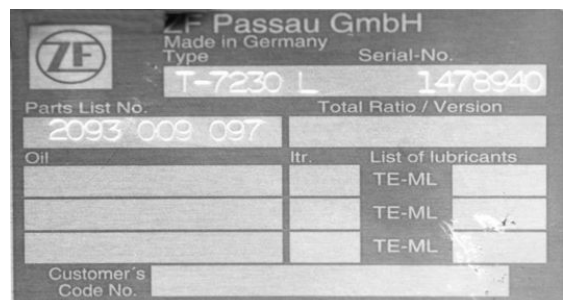 ZF Passau GmbH
Made in Germany
ZF
Type Serial-No.
T-7230 L 1478940
Parts List No. Total Ratio / Version
2093 009 097
Oil ltr. List of lubricants
TE-ML
TE-ML
TE-ML
Customer's
Code No.